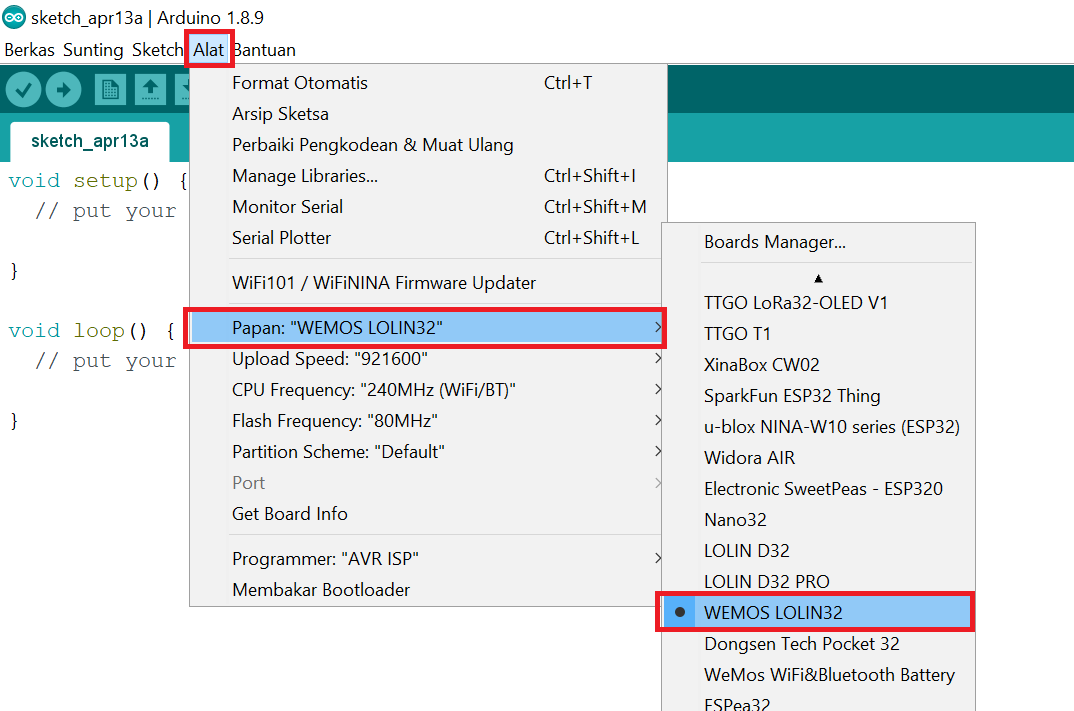 sketch_apr13a | Arduino 1.8.9
Berkas Sunting Sketch Alat Bantuan
Format Otomatis Ctrl+T
Arsip Sketsa
Perbaiki Pengkodean & Muat Ulang
Manage Libraries... Ctrl+Shift+I
Monitor Serial Ctrl+Shift+M
Serial Plotter Ctrl+Shift+L
WiFi101 / WiFiNINA Firmware Updater
Papan: "WEMOS LOLIN32"
Upload Speed: "921600"
CPU Frequency: "240MHz (WiFi/BT)"
Flash Frequency: "80MHz"
Partition Scheme: "Default"
Port
Get Board Info
Programmer: "AVR ISP"
Membakar Bootloader
sketch_apr13a
void setup() {
// put your
}
void loop() {
// put your
}
Boards Manager...
TTGO LoRa32-OLED V1
TTGO T1
XinaBox CW02
SparkFun ESP32 Thing
u-blox NINA-W10 series (ESP32)
Widora AIR
Electronic SweetPeas - ESP320
Nano32
LOLIN D32
LOLIN D32 PRO
WEMOS LOLIN32
Dongsen Tech Pocket 32
WeMos WiFi&Bluetooth Battery
ESPea32